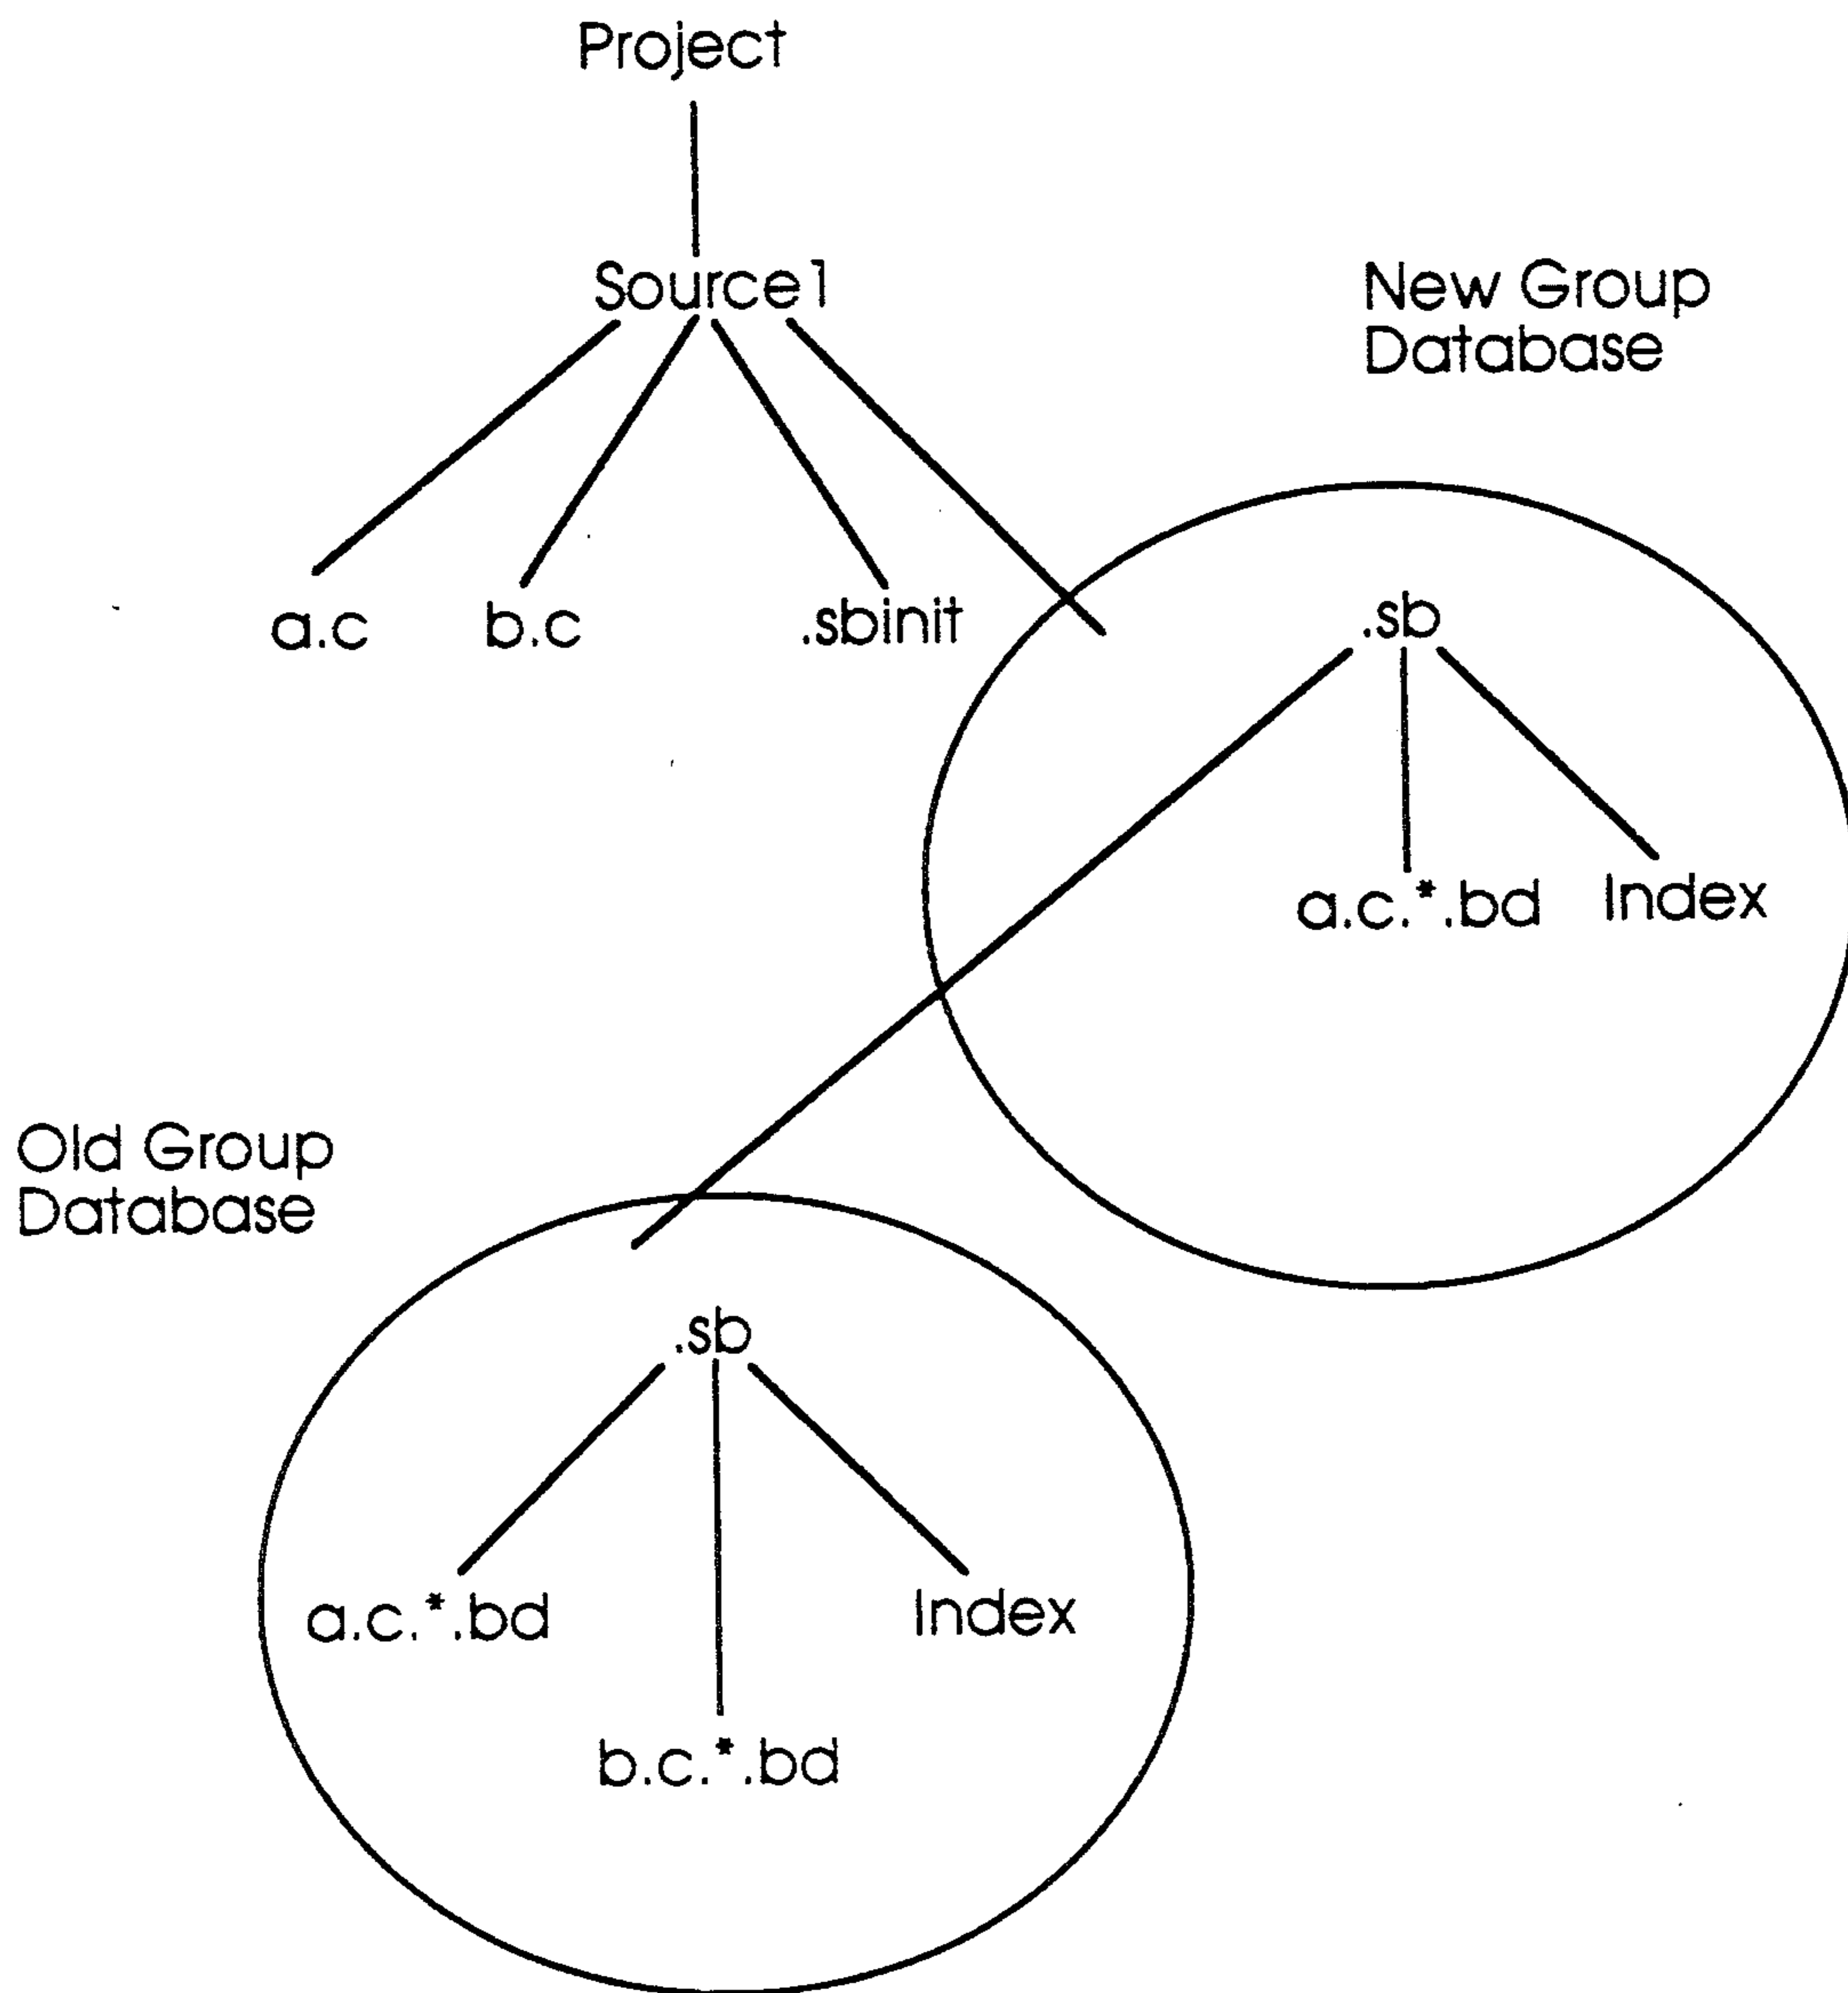 Project
Source1
New Group
Database
a.c
b.c
.sbinit
.sb
a.c.*.bd
Index
Old Group
Database
.sb
a.c.*.bd
Index
b.c.*.bd